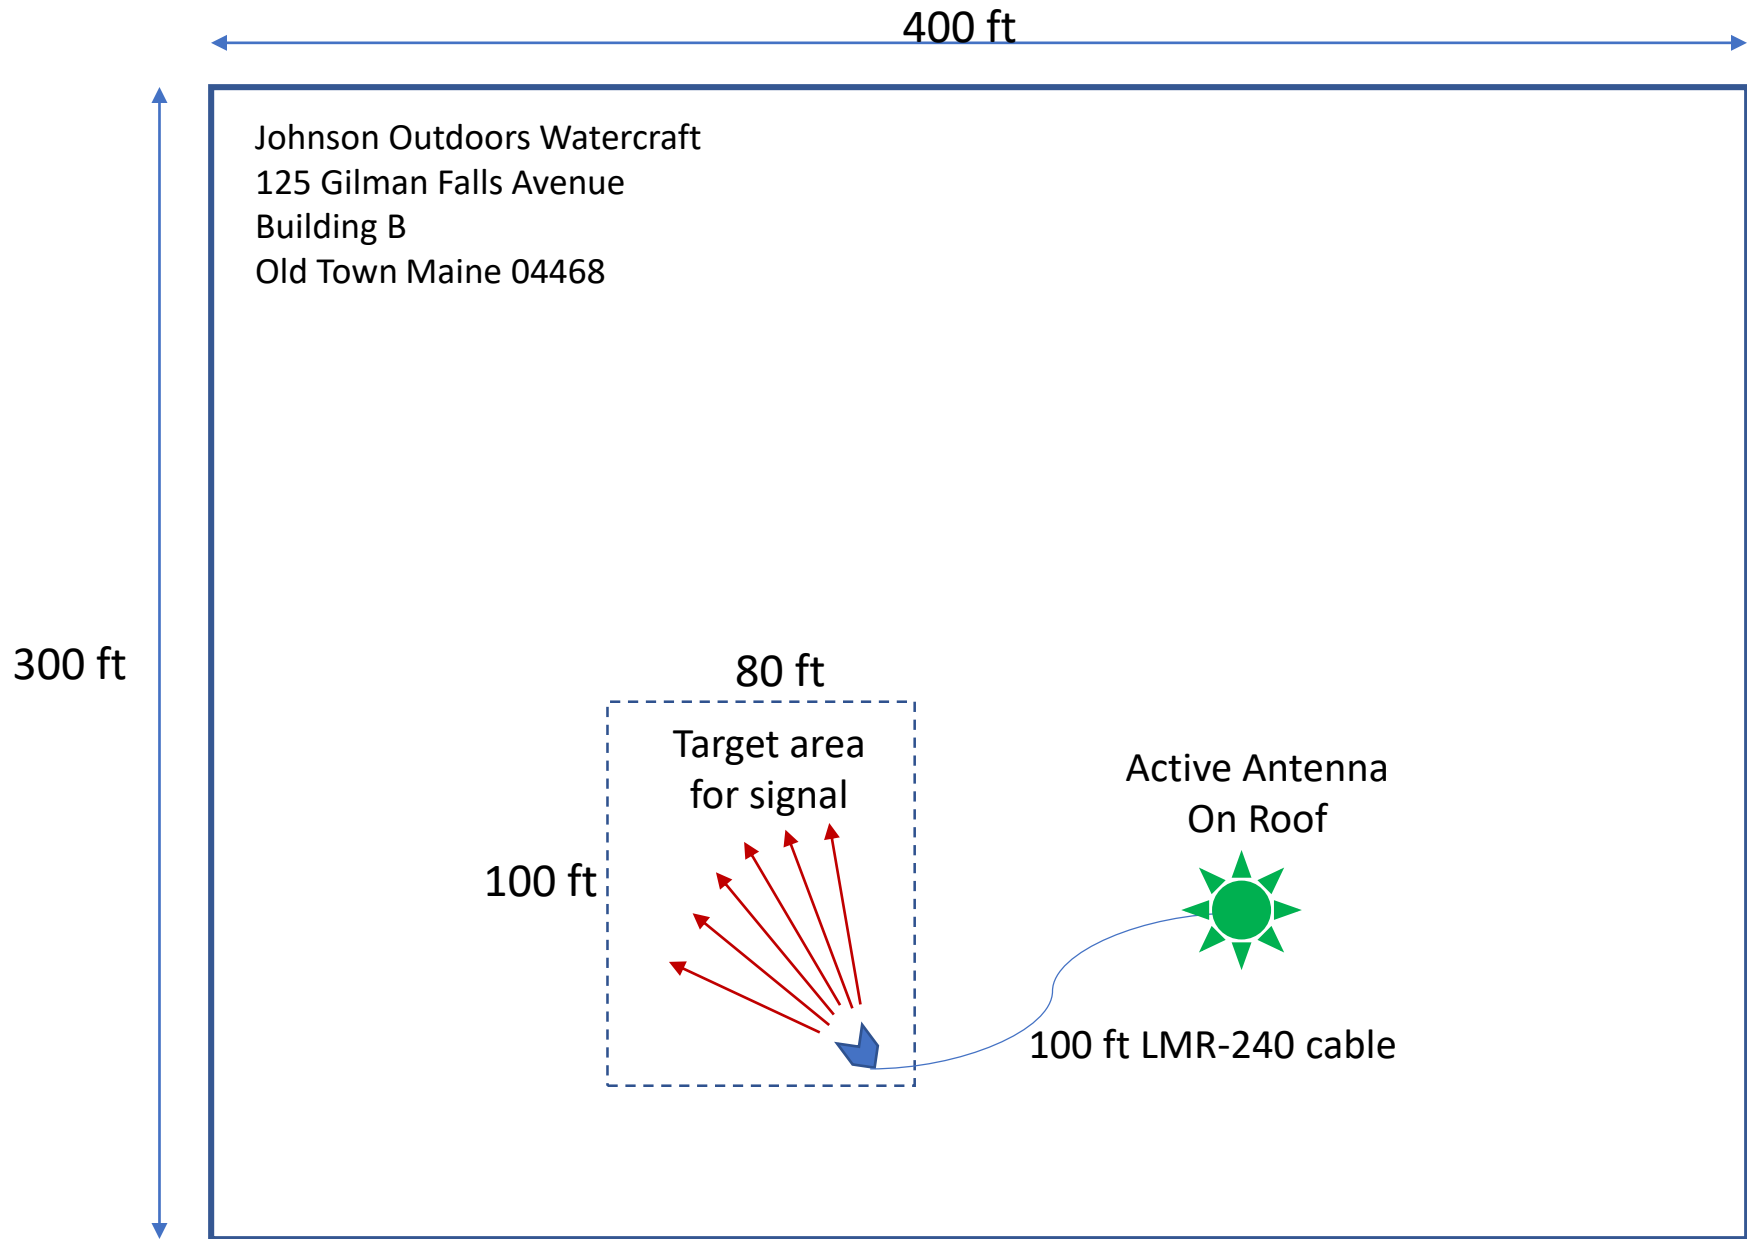 400 ft
Johnson Outdoors Watercraft
125 Gilman Falls Avenue
Building B
Old Town Maine 04468
300 ft
80 ft
Target area
for signal
100 ft
Active Antenna
On Roof
100 ft LMR-240 cable